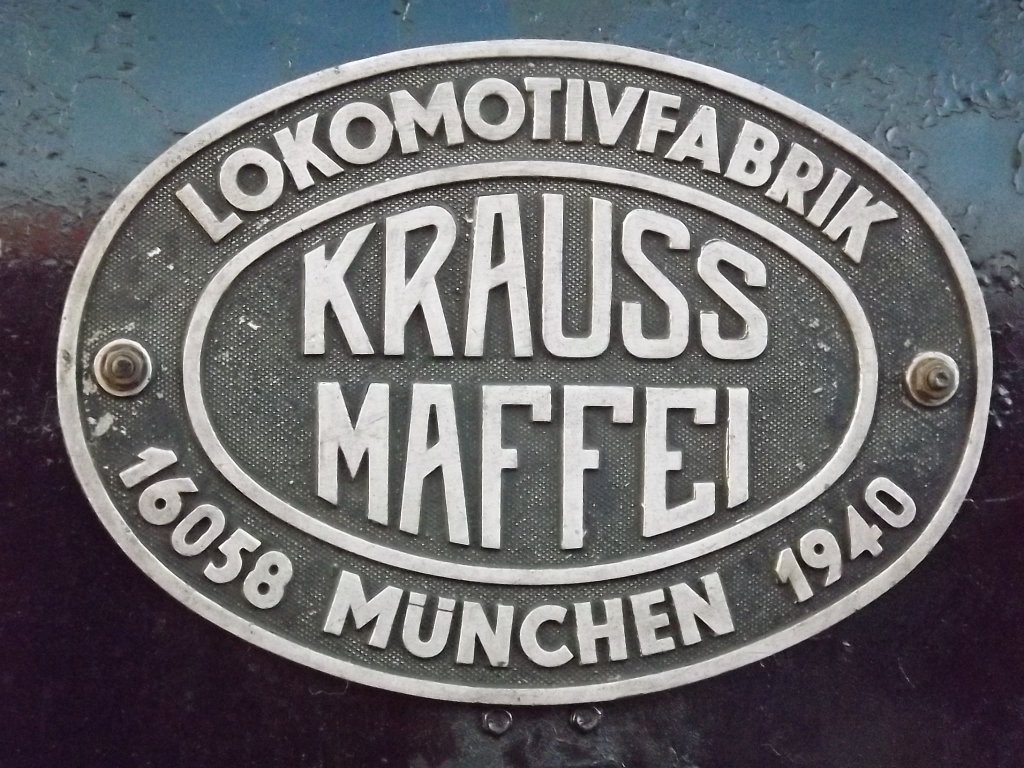 LOKOMOTIVFABRIK
KRAUSS
MAFFEI
16058 MÜNCHEN 1940